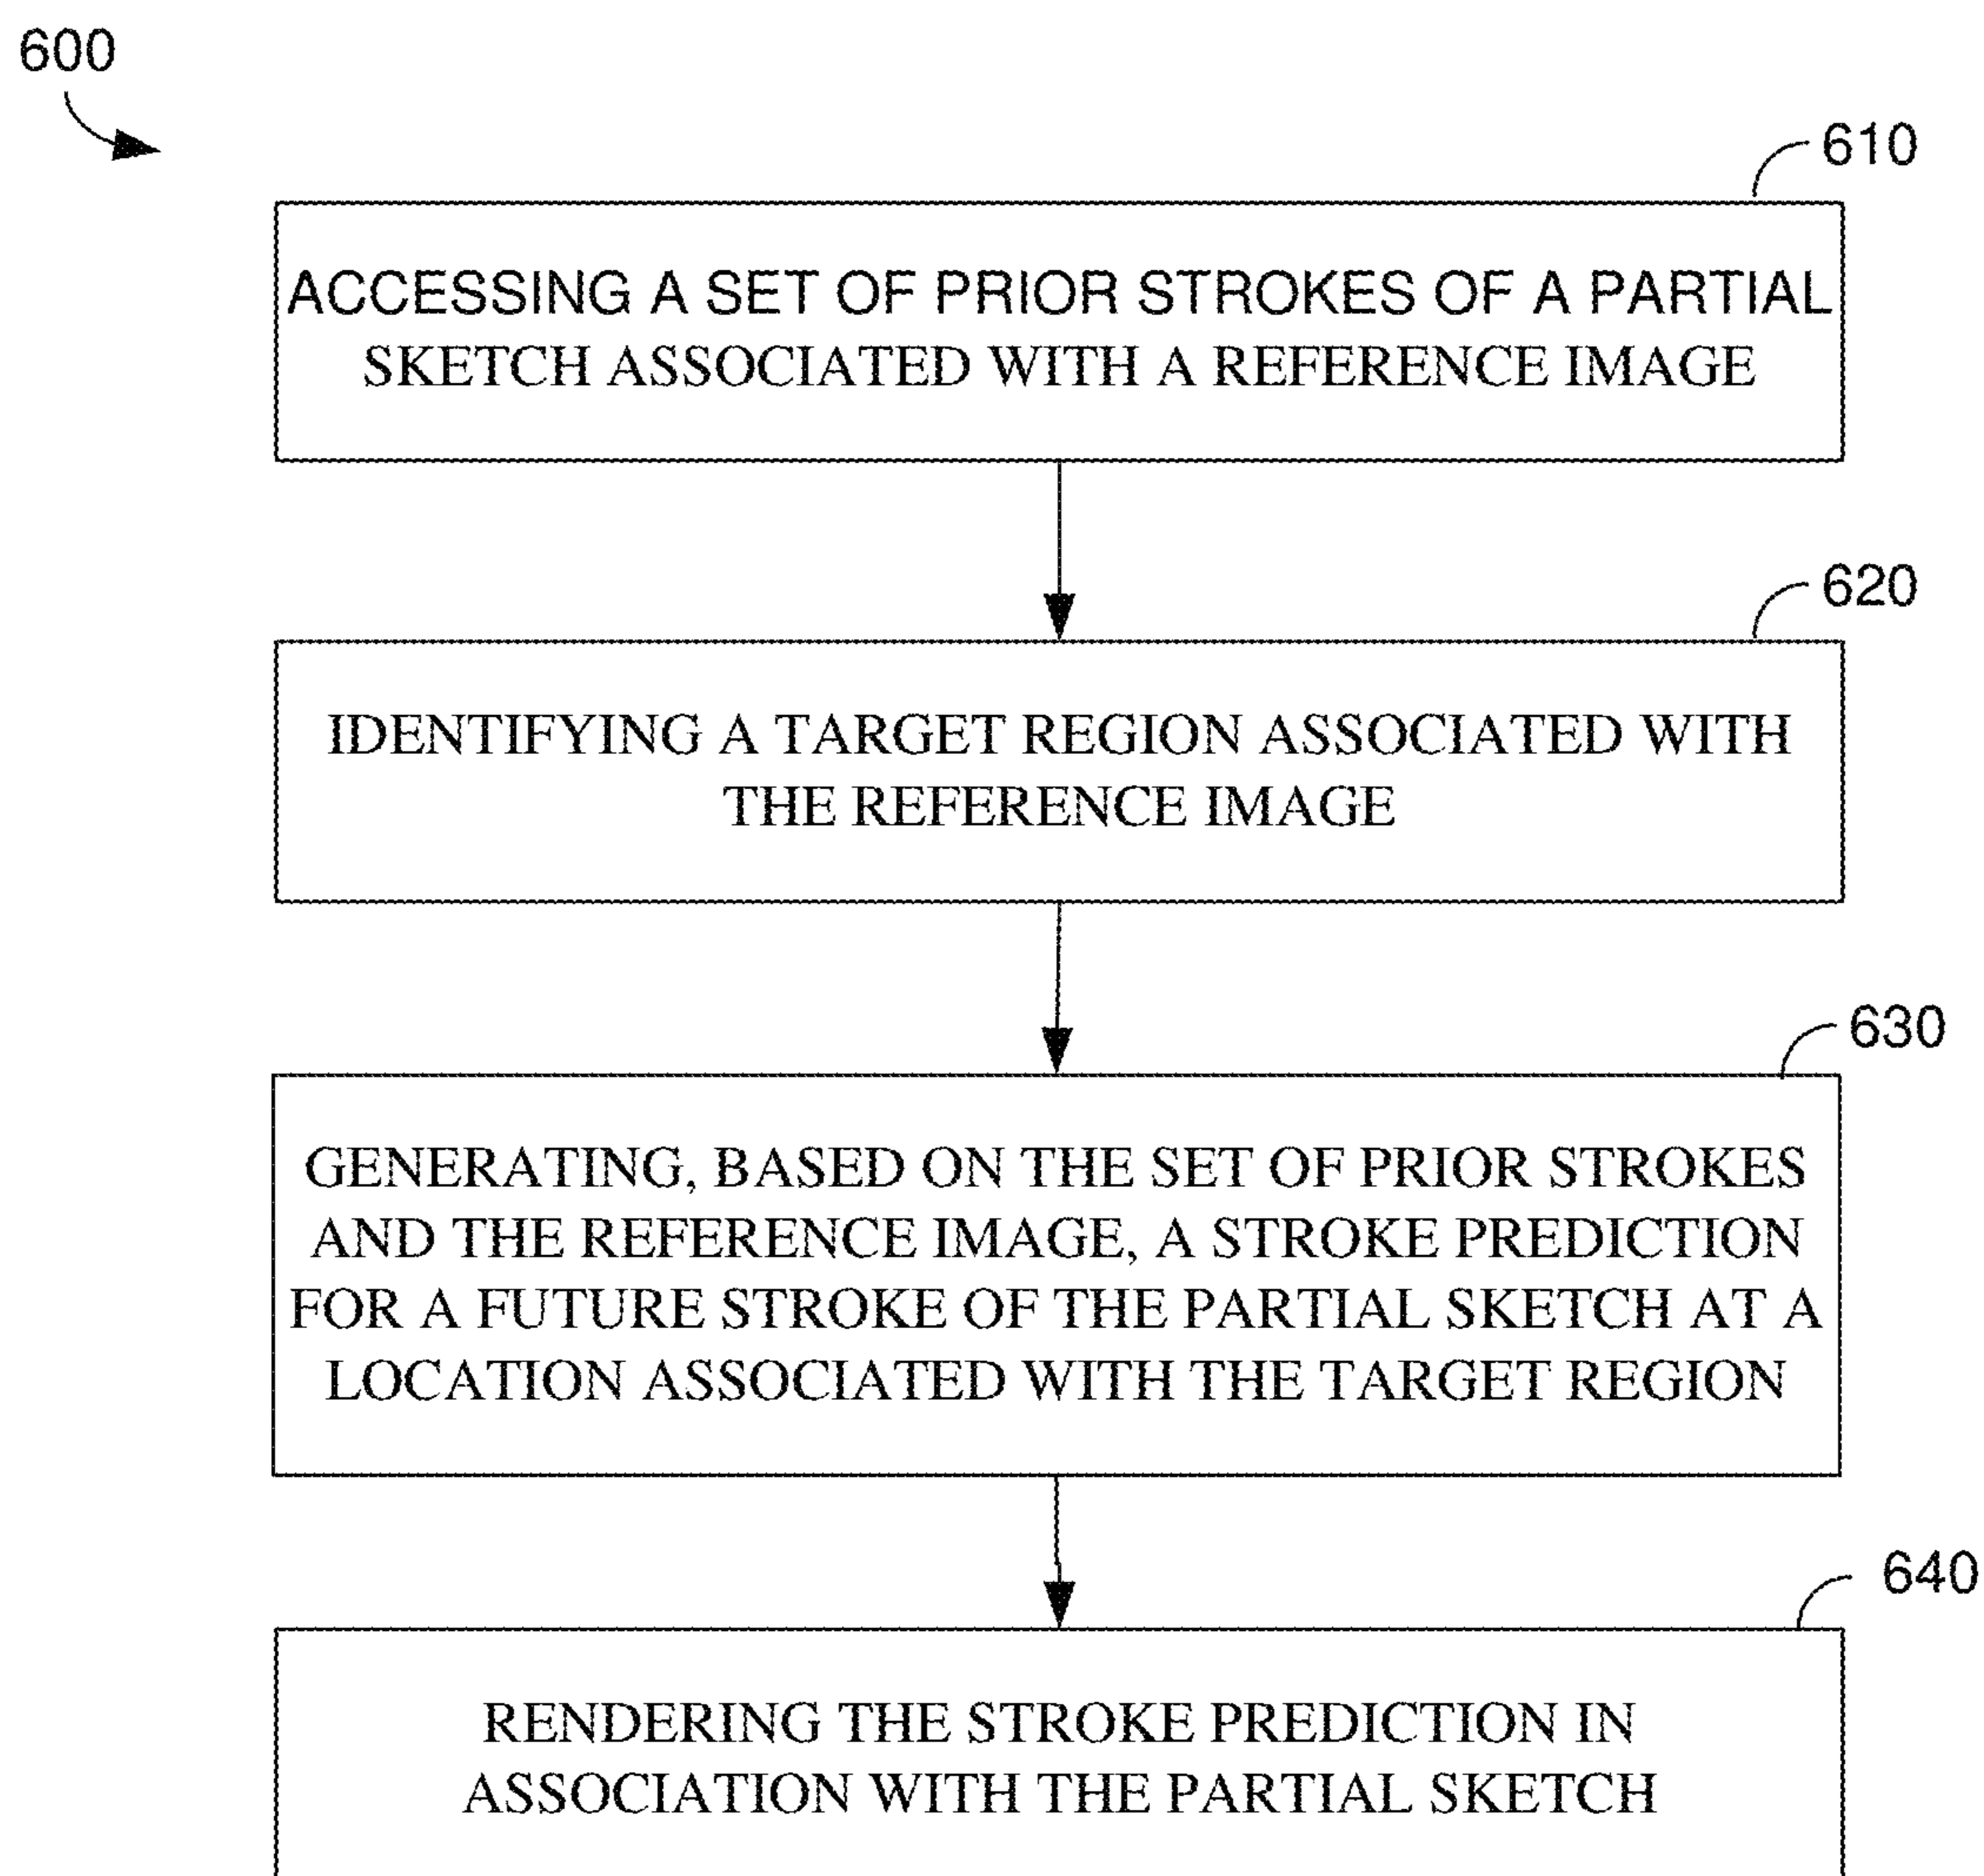 600
610
ACCESSING A SET OF PRIOR STROKES OF A PARTIAL
SKETCH ASSOCIATED WITH A REFERENCE IMAGE
620
IDENTIFYING A TARGET REGION ASSOCIATED WITH
THE REFERENCE IMAGE
630
GENERATING, BASED ON THE SET OF PRIOR STROKES
AND THE REFERENCE IMAGE, A STROKE PREDICTION
FOR A FUTURE STROKE OF THE PARTIAL SKETCH AT A
LOCATION ASSOCIATED WITH THE TARGET REGION
640
RENDERING THE STROKE PREDICTION IN
ASSOCIATION WITH THE PARTIAL SKETCH